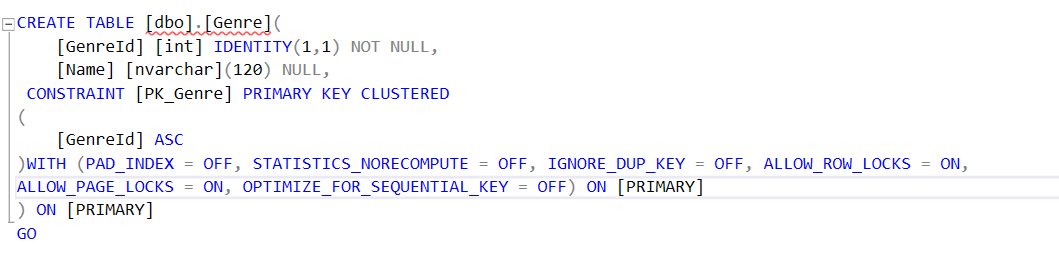 CREATE TABLE [dbo].[Genre](
    [GenreId] [int] IDENTITY(1,1) NOT NULL,
    [Name] [nvarchar](120) NULL,
 CONSTRAINT [PK_Genre] PRIMARY KEY CLUSTERED
(
    [GenreId] ASC
)WITH (PAD_INDEX = OFF, STATISTICS_NORECOMPUTE = OFF, IGNORE_DUP_KEY = OFF, ALLOW_ROW_LOCKS = ON,
ALLOW_PAGE_LOCKS = ON, OPTIMIZE_FOR_SEQUENTIAL_KEY = OFF) ON [PRIMARY]
) ON [PRIMARY]
GO